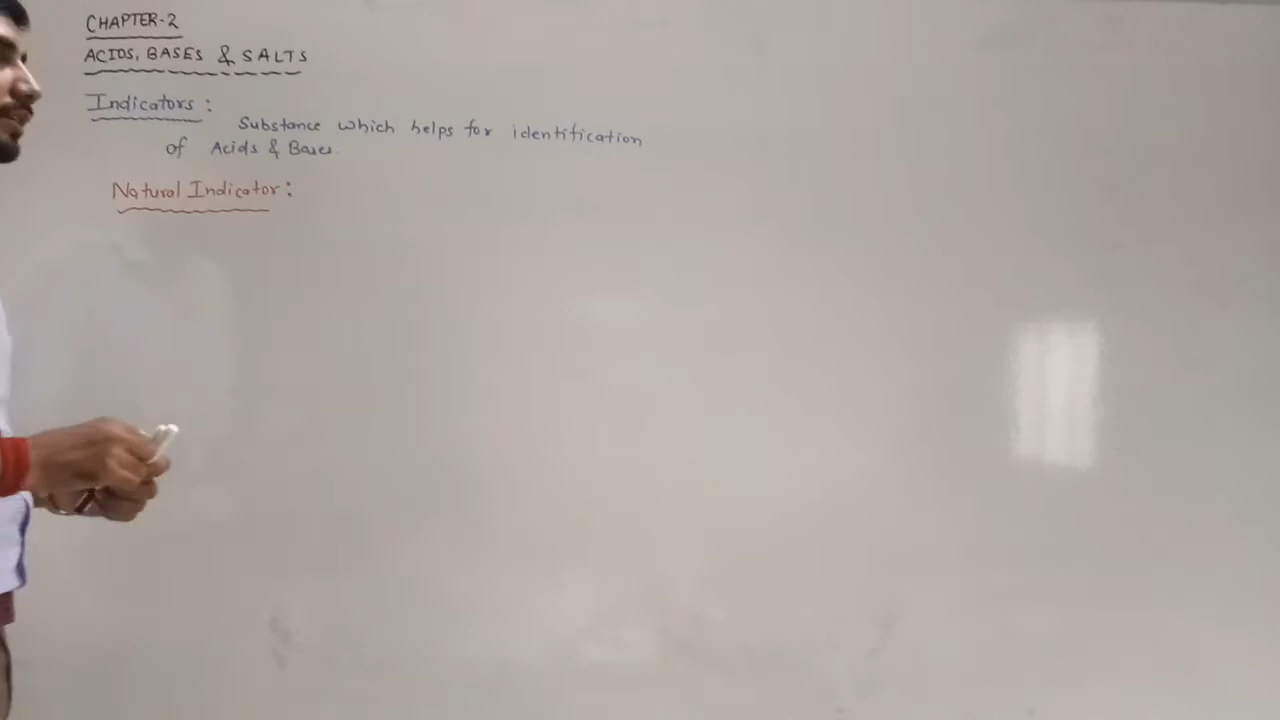 CHAPTER-2
ACIDS, BASES & SALTS
Indicators :
Substance which helps for identification
of Acids & Bases.
Natural Indicator :